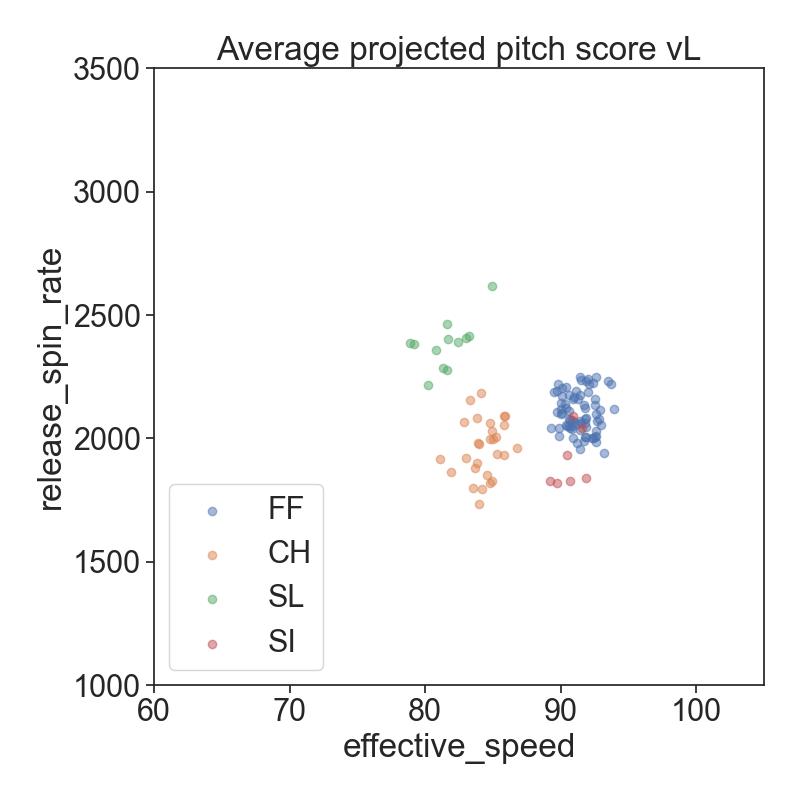 Average projected pitch score vL
release_spin_rate
3500
3000
2500
2000
1500
1000
FF
CH
SL
SI
60 70 80 90 100
effective_speed